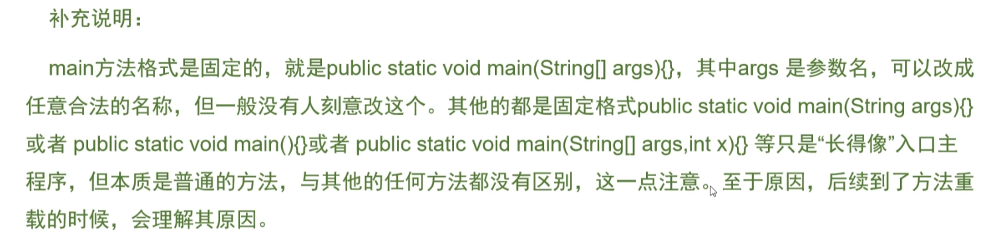 补充说明：
main方法格式是固定的，就是public static void main(String[] args){}，其中args 是参数名，可以改成
任意合法的名称，但一般没有人刻意改这个。其他的都是固定格式public static void main(String args){}
或者 public static void main(){}或者 public static void main(String[] args,int x){} 等只是“长得像”入口主
程序，但本质是普通的方法，与其他的任何方法都没有区别，这一点注意。至于原因，后续到了方法重
载的时候，会理解其原因。